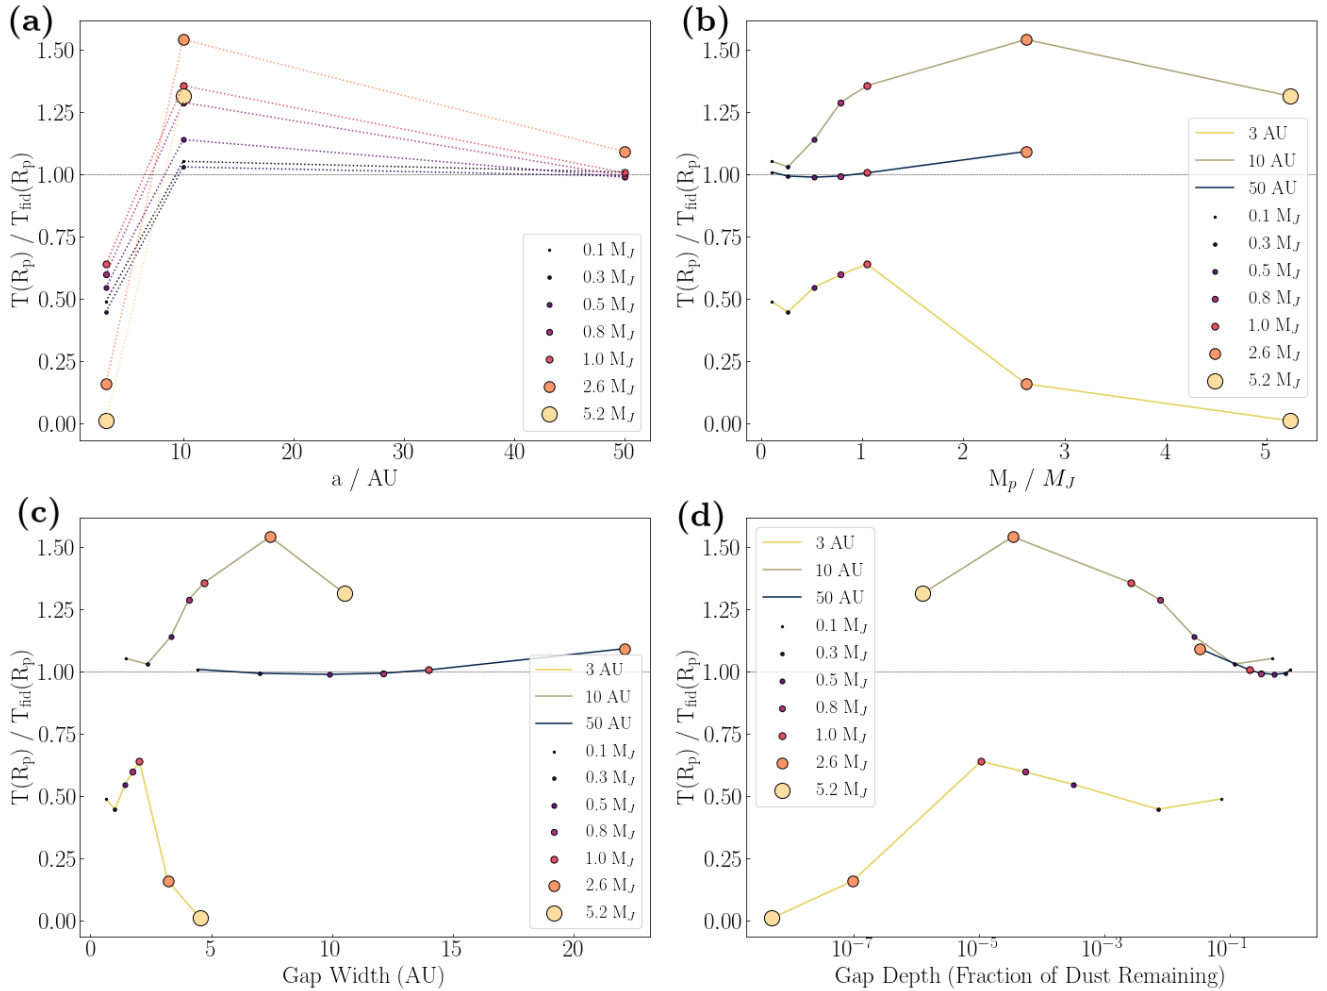 (a)
1.50
1.25
1.00
0.75
0.50
0.25
0.00
T(Rp) / Tfid(Rp)
0.1 MJ
0.3 MJ
0.5 MJ
0.8 MJ
1.0 MJ
2.6 MJ
5.2 MJ
10 20 30 40 50
a / AU
(b)
1.50
1.25
1.00
0.75
0.50
0.25
0.00
T(Rp) / Tfid(Rp)
3 AU
10 AU
50 AU
0.1 MJ
0.3 MJ
0.5 MJ
0.8 MJ
1.0 MJ
2.6 MJ
5.2 MJ
0 1 2 3 4 5
Mp / MJ
(c)
1.50
1.25
1.00
0.75
0.50
0.25
0.00
T(Rp) / Tfid(Rp)
3 AU
10 AU
50 AU
0.1 MJ
0.3 MJ
0.5 MJ
0.8 MJ
1.0 MJ
2.6 MJ
5.2 MJ
0 5 10 15 20
Gap Width (AU)
(d)
1.50
1.25
1.00
0.75
0.50
0.25
0.00
T(Rp) / Tfid(Rp)
3 AU
10 AU
50 AU
0.1 MJ
0.3 MJ
0.5 MJ
0.8 MJ
1.0 MJ
2.6 MJ
5.2 MJ
10⁻⁷ 10⁻⁵ 10⁻³ 10⁻¹
Gap Depth (Fraction of Dust Remaining)